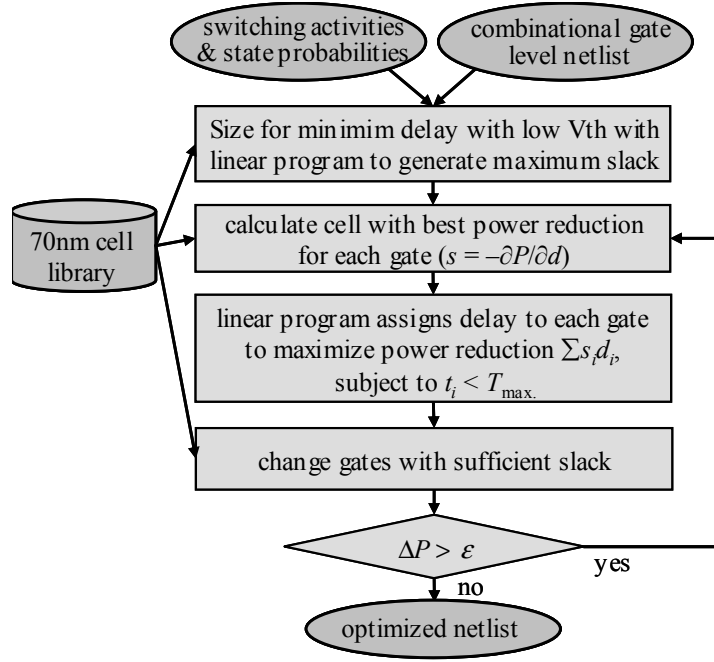 switching activities
& state probabilities
combinational gate
level netlist
Size for minimim delay with low Vth with
linear program to generate maximum slack
70nm cell
library
calculate cell with best power reduction
for each gate (s = –∂P/∂d)
linear program assigns delay to each gate
to maximize power reduction ∑sᵢdᵢ,
subject to tᵢ < Tmax.
change gates with sufficient slack
ΔP > ε
yes
no
optimized netlist